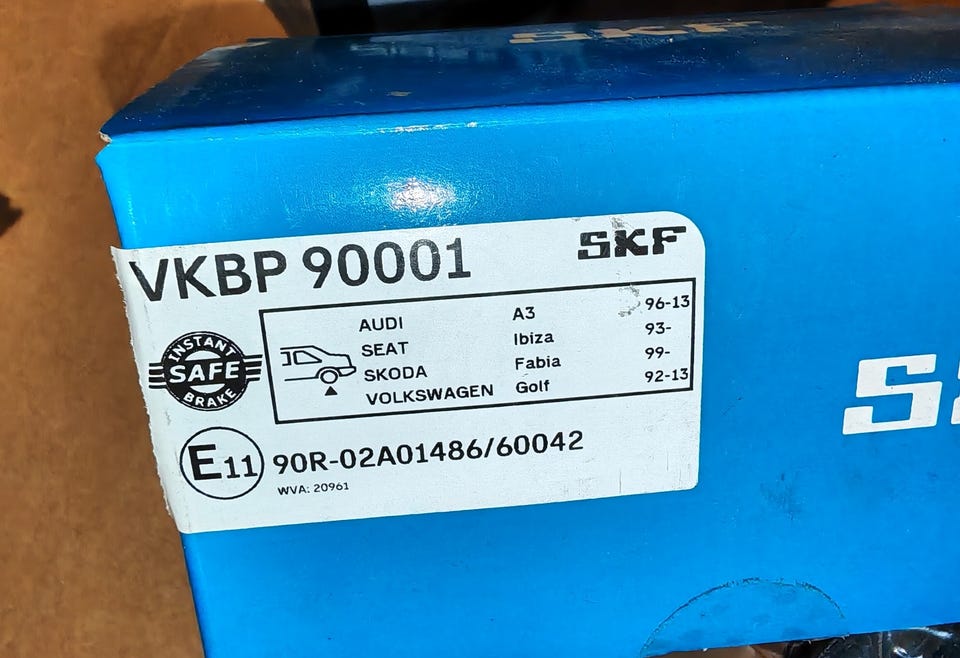 SKF
VKBP 90001
SKF
AUDI A3 96-13
SEAT Ibiza 93-
SKODA Fabia 99-
VOLKSWAGEN Golf 92-13
INSTANT
SAFE
BRAKE
E11 90R-02A01486/60042
WVA: 20961
S